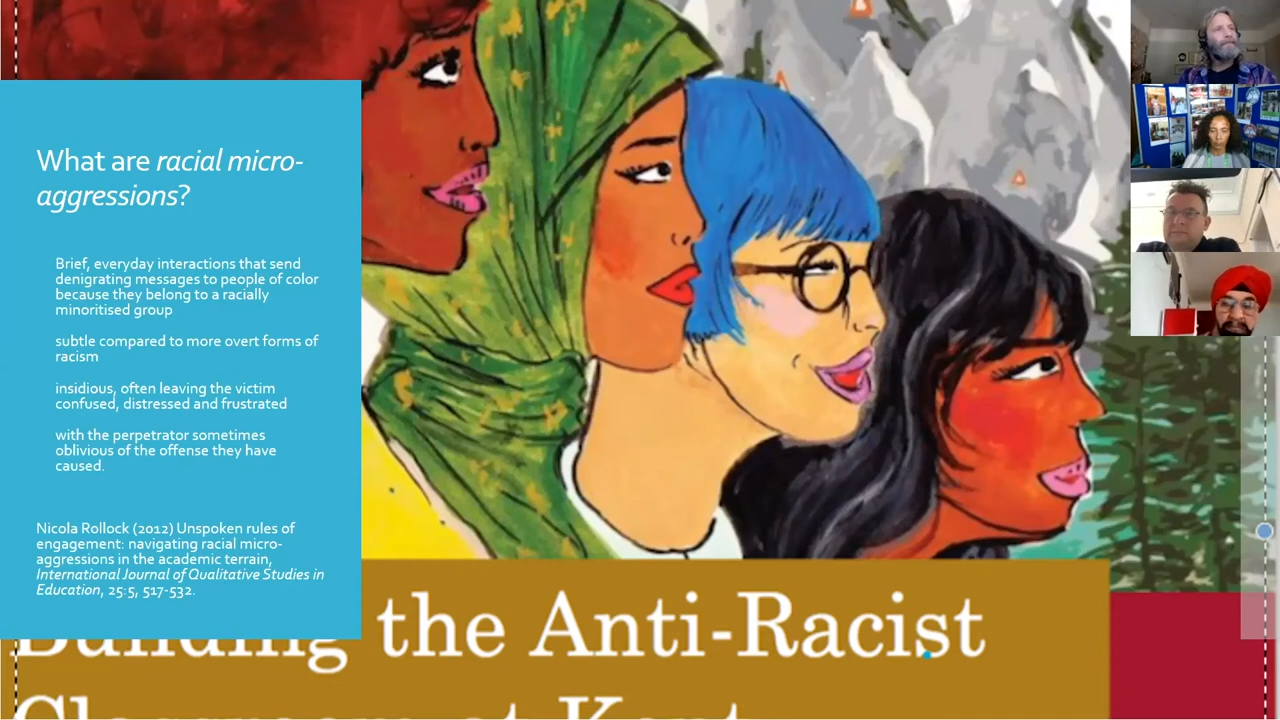 What are racial micro-
aggressions?
Brief, everyday interactions that send
denigrating messages to people of color
because they belong to a racially
minoritised group
subtle compared to more overt forms of
racism
insidious, often leaving the victim
confused, distressed and frustrated
with the perpetrator sometimes
oblivious of the offense they have
caused.
Nicola Rollock (2012) Unspoken rules of
engagement: navigating racial micro-
aggressions in the academic terrain,
International Journal of Qualitative Studies in
Education, 25:5, 517-532.
Building the Anti-Racist
Classroom at Kent